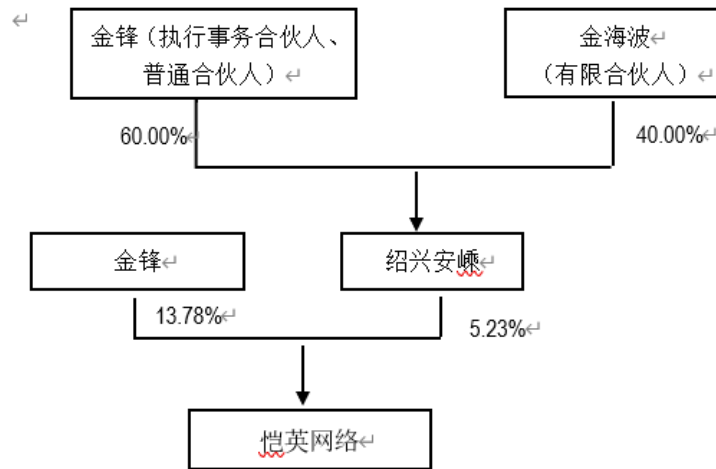 金锋（执行事务合伙人、
普通合伙人）
金海波
（有限合伙人）
60.00%
40.00%
金锋
绍兴安嵊
13.78%
5.23%
恺英网络